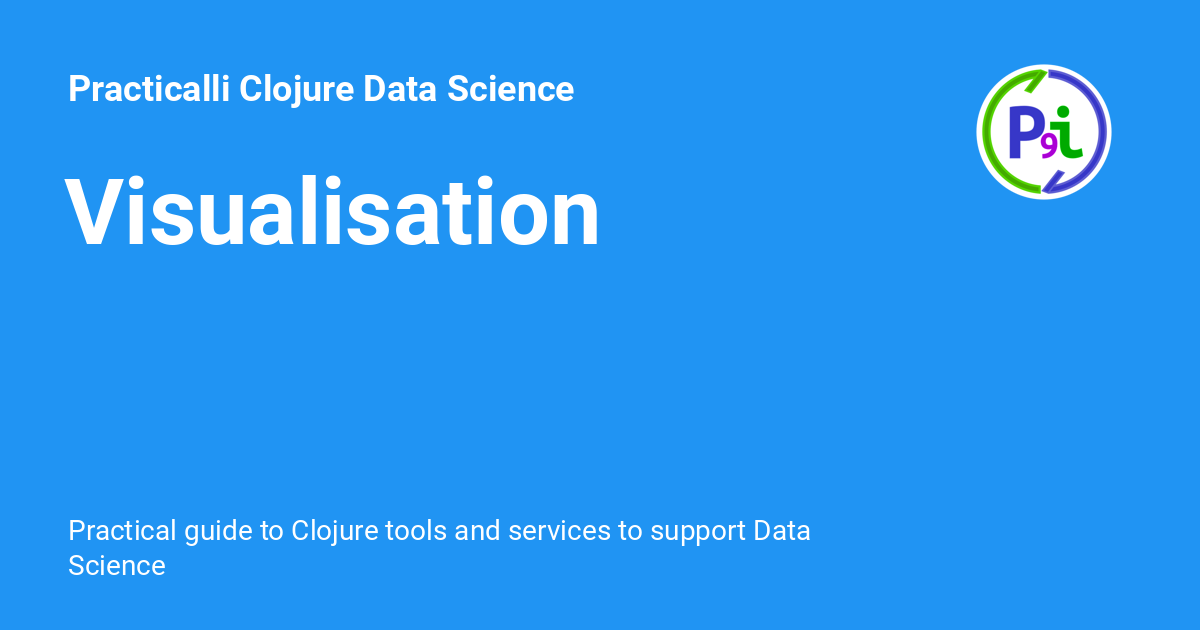 Practicalli Clojure Data Science
P9i
Visualisation
Practical guide to Clojure tools and services to support Data
Science